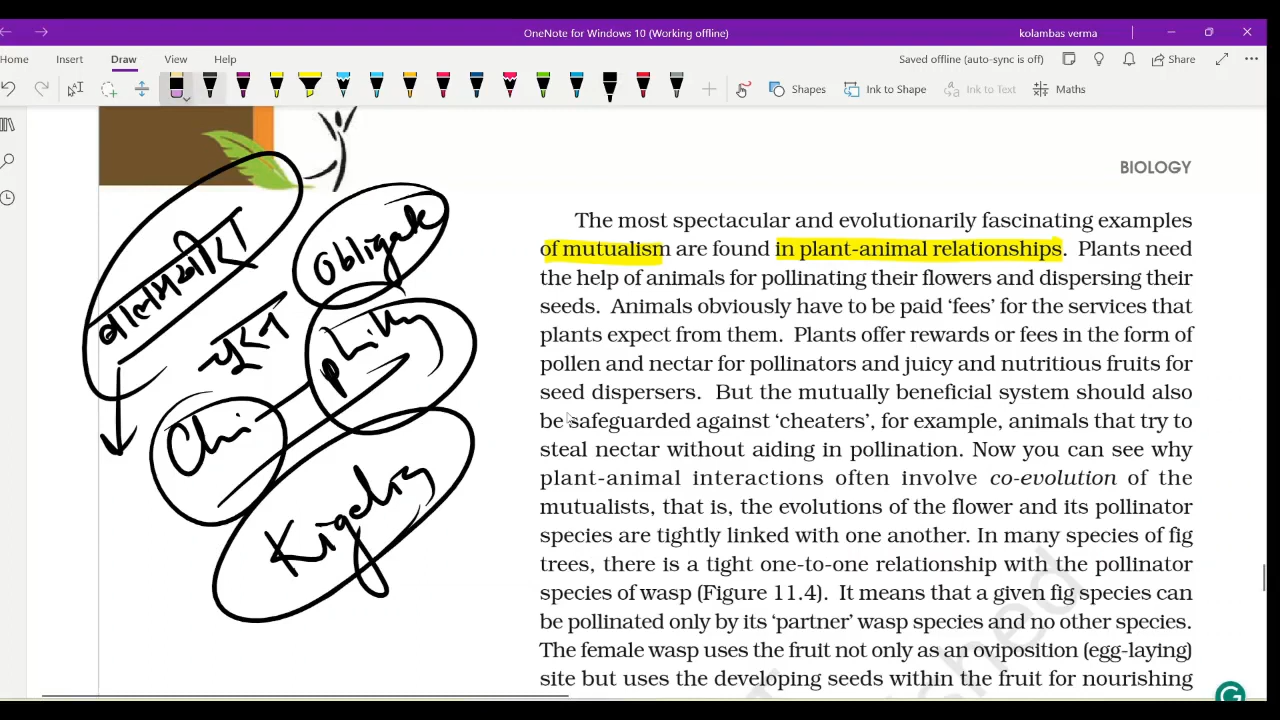 OneNote for Windows 10 (Working offline)
kolambas verma
Home Insert Draw View Help
Saved offline (auto-sync is off)
Share
Shapes
Ink to Shape
Ink to Text
Maths
BIOLOGY
Obligate
Chi
philly
Kigelia
The most spectacular and evolutionarily fascinating examples
of mutualism are found in plant-animal relationships. Plants need
the help of animals for pollinating their flowers and dispersing their
seeds. Animals obviously have to be paid ‘fees’ for the services that
plants expect from them. Plants offer rewards or fees in the form of
pollen and nectar for pollinators and juicy and nutritious fruits for
seed dispersers. But the mutually beneficial system should also
be safeguarded against ‘cheaters’, for example, animals that try to
steal nectar without aiding in pollination. Now you can see why
plant-animal interactions often involve co-evolution of the
mutualists, that is, the evolutions of the flower and its pollinator
species are tightly linked with one another. In many species of fig
trees, there is a tight one-to-one relationship with the pollinator
species of wasp (Figure 11.4). It means that a given fig species can
be pollinated only by its ‘partner’ wasp species and no other species.
The female wasp uses the fruit not only as an oviposition (egg-laying)
site but uses the developing seeds within the fruit for nourishing